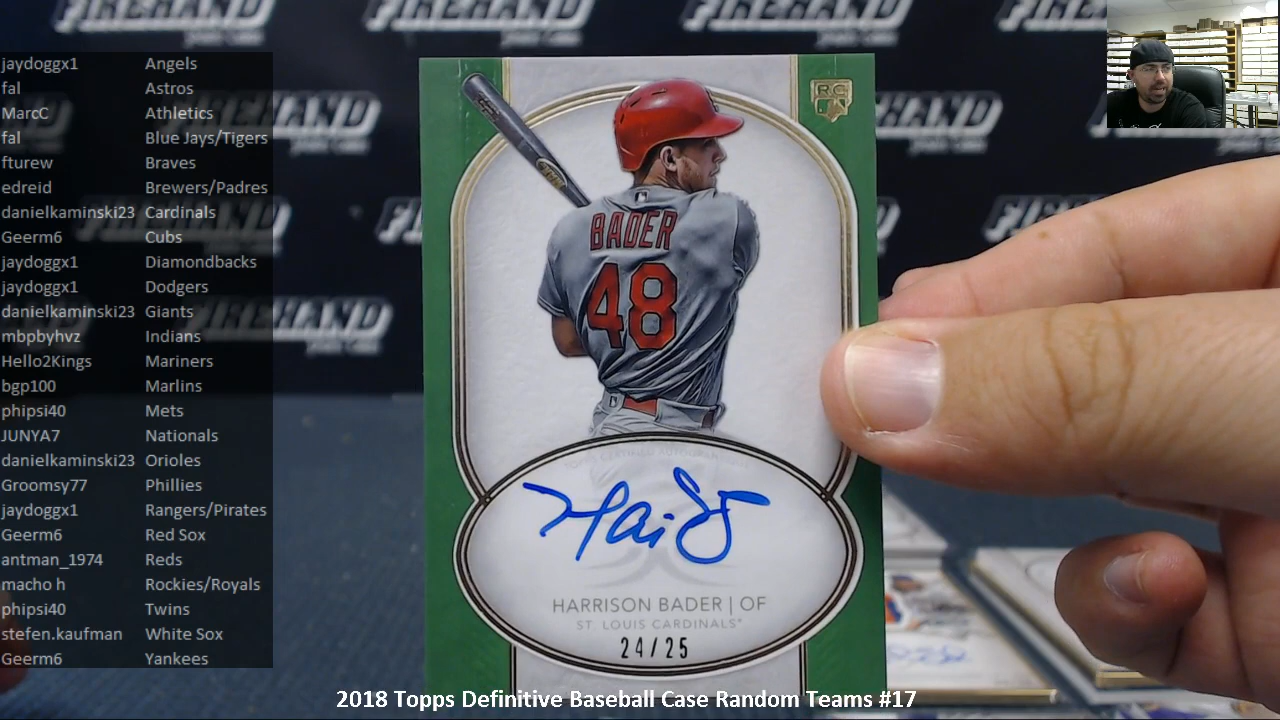 FIREHAND
jaydoggx1 Angels
fal Astros
MarcC Athletics
fal Blue Jays/Tigers
fturew Braves
edreid Brewers/Padres
danielkaminski23 Cardinals
Geerm6 Cubs
jaydoggx1 Diamondbacks
jaydoggx1 Dodgers
danielkaminski23 Giants
mbpbyhvz Indians
Hello2Kings Mariners
bgp100 Marlins
phipsi40 Mets
JUNYA7 Nationals
danielkaminski23 Orioles
Groomsy77 Phillies
jaydoggx1 Rangers/Pirates
Geerm6 Red Sox
antman_1974 Reds
macho h Rockies/Royals
phipsi40 Twins
stefen.kaufman White Sox
Geerm6 Yankees
RC
BADER
48
TOPPS CERTIFIED AUTOGRAPH
HARRISON BADER | OF
ST. LOUIS CARDINALS®
24/25
2018 Topps Definitive Baseball Case Random Teams #17